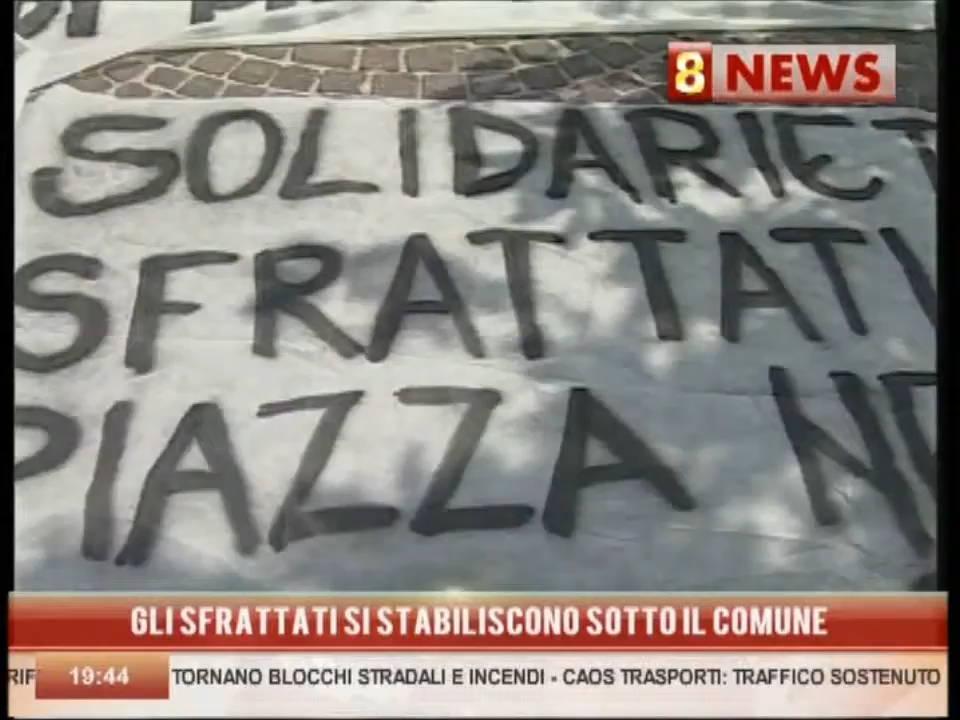 8 NEWS
SOLIDARIET
SFRATTATI
PIAZZA
GLI SFRATTATI SI STABILISCONO SOTTO IL COMUNE
19:44 TORNANO BLOCCHI STRADALI E INCENDI - CAOS TRASPORTI: TRAFFICO SOSTENUTO